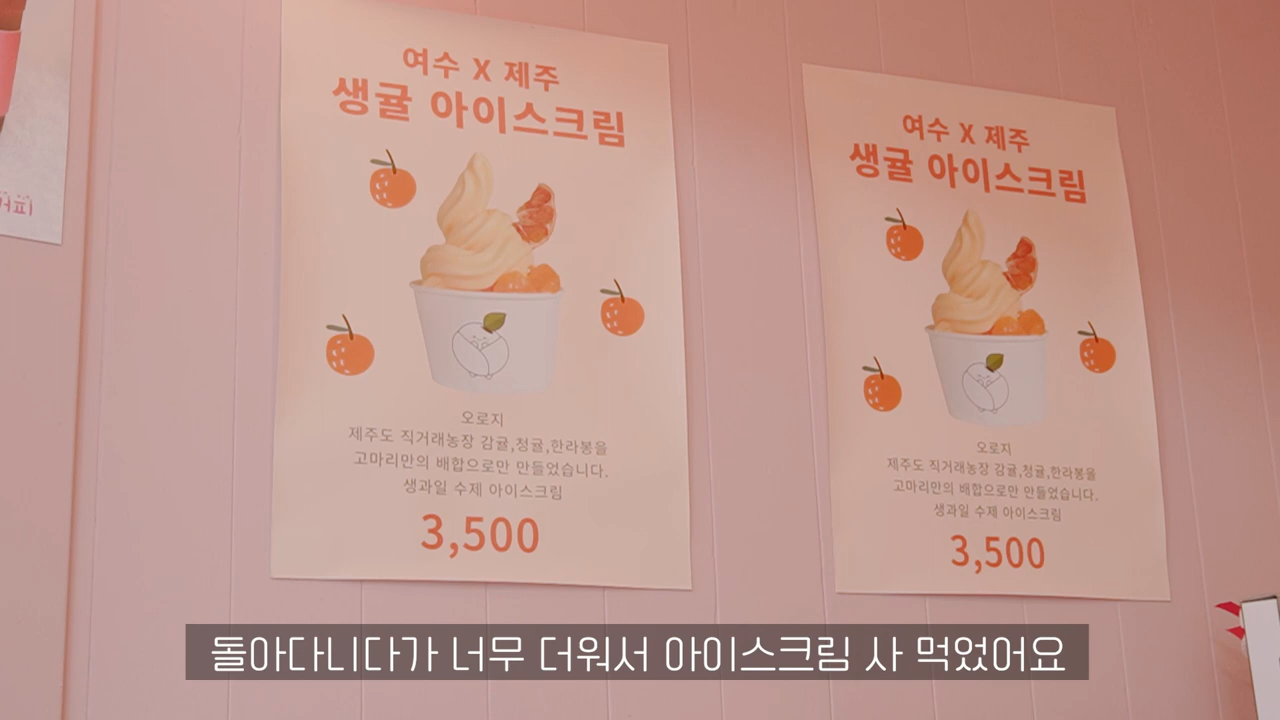 여수 X 제주
생귤 아이스크림
오로지
제주도 직거래농장 감귤,청귤,한라봉을
고마리만의 배합으로만 만들었습니다.
생과일 수제 아이스크림
3,500
여수 X 제주
생귤 아이스크림
오로지
제주도 직거래농장 감귤,청귤,한라봉을
고마리만의 배합으로만 만들었습니다.
생과일 수제 아이스크림
3,500
돌아다니다가 너무 더워서 아이스크림 사 먹었어요